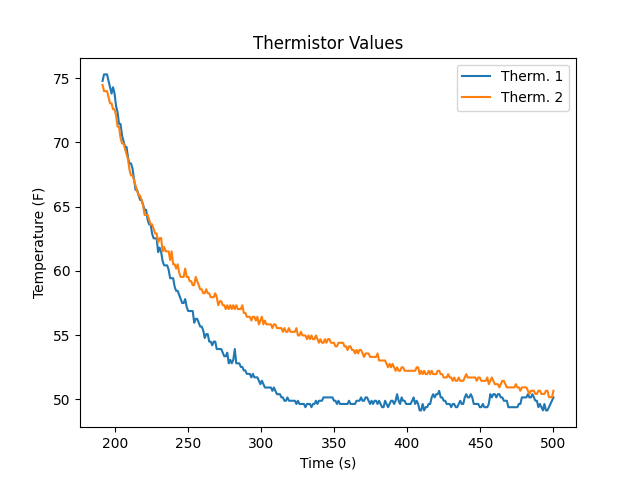 Thermistor Values
Therm. 1
Therm. 2
Temperature (F)
75
70
65
60
55
50
200
250
300
350
400
450
500
Time (s)